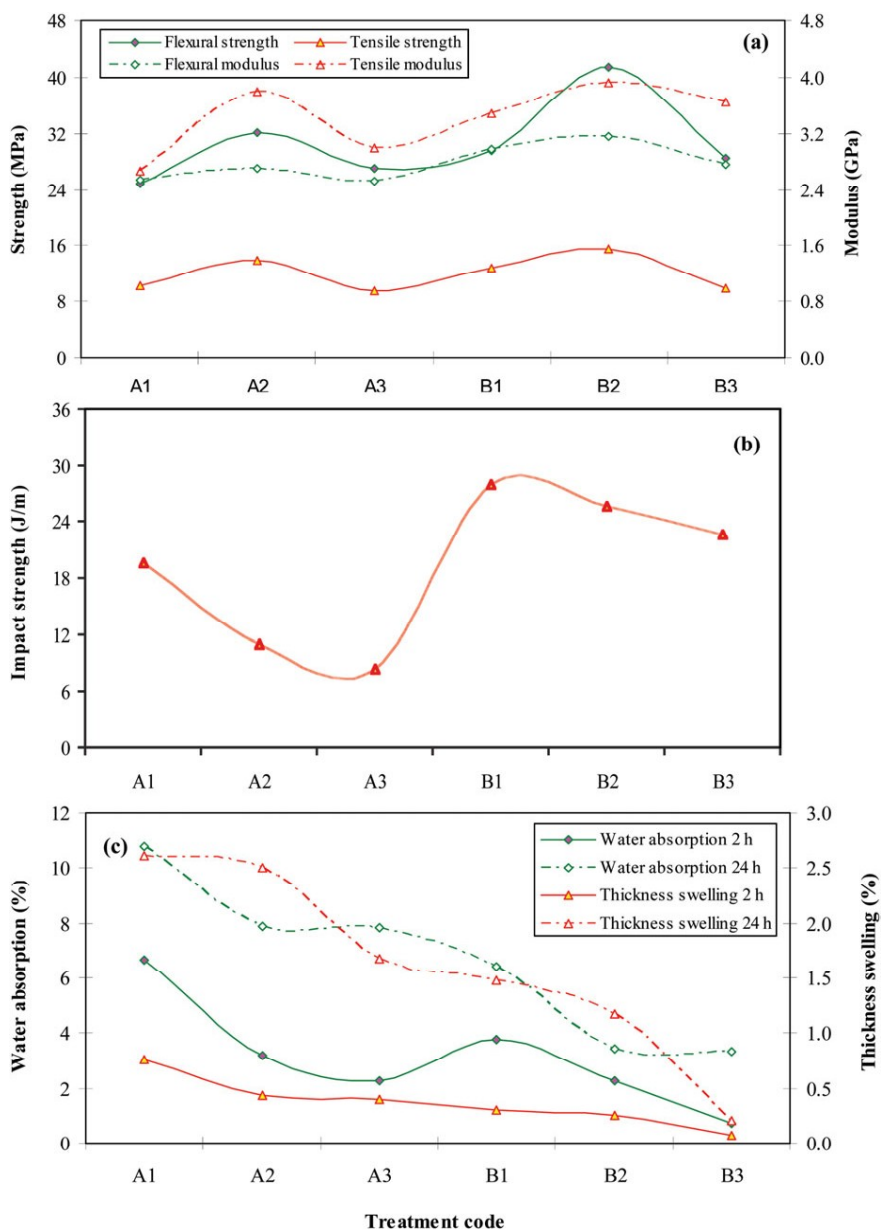 (a)
Flexural strength
Tensile strength
Flexural modulus
Tensile modulus
Strength (MPa)
48
40
32
24
16
8
0
Modulus (GPa)
4.8
4.0
3.2
2.4
1.6
0.8
0.0
A1 A2 A3 B1 B2 B3
(b)
Impact strength (J/m)
36
30
24
18
12
6
0
A1 A2 A3 B1 B2 B3
(c)
Water absorption 2 h
Water absorption 24 h
Thickness swelling 2 h
Thickness swelling 24 h
Water absorption (%)
12
10
8
6
4
2
0
Thickness swelling (%)
3.0
2.5
2.0
1.5
1.0
0.5
0.0
A1 A2 A3 B1 B2 B3
Treatment code